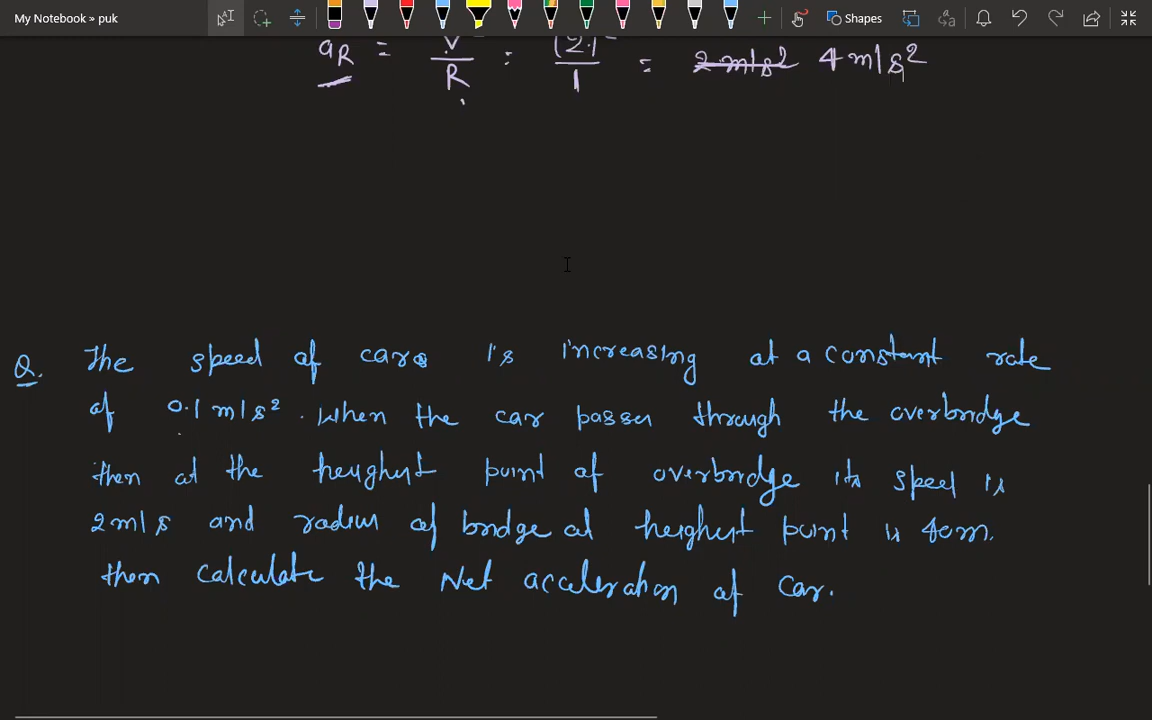 My Notebook » puk
Shapes
aR = V²/R = (2)²/1 = 2 m/s² 4 m/s²
Q. The speed of car is increasing at a constant rate
of 0.1 m/s². When the car passes through the overbridge
then at the heighest point of overbridge its speed is
2 m/s and radius of bridge at heighest point is 40m.
then calculate the Net acceleration of car.